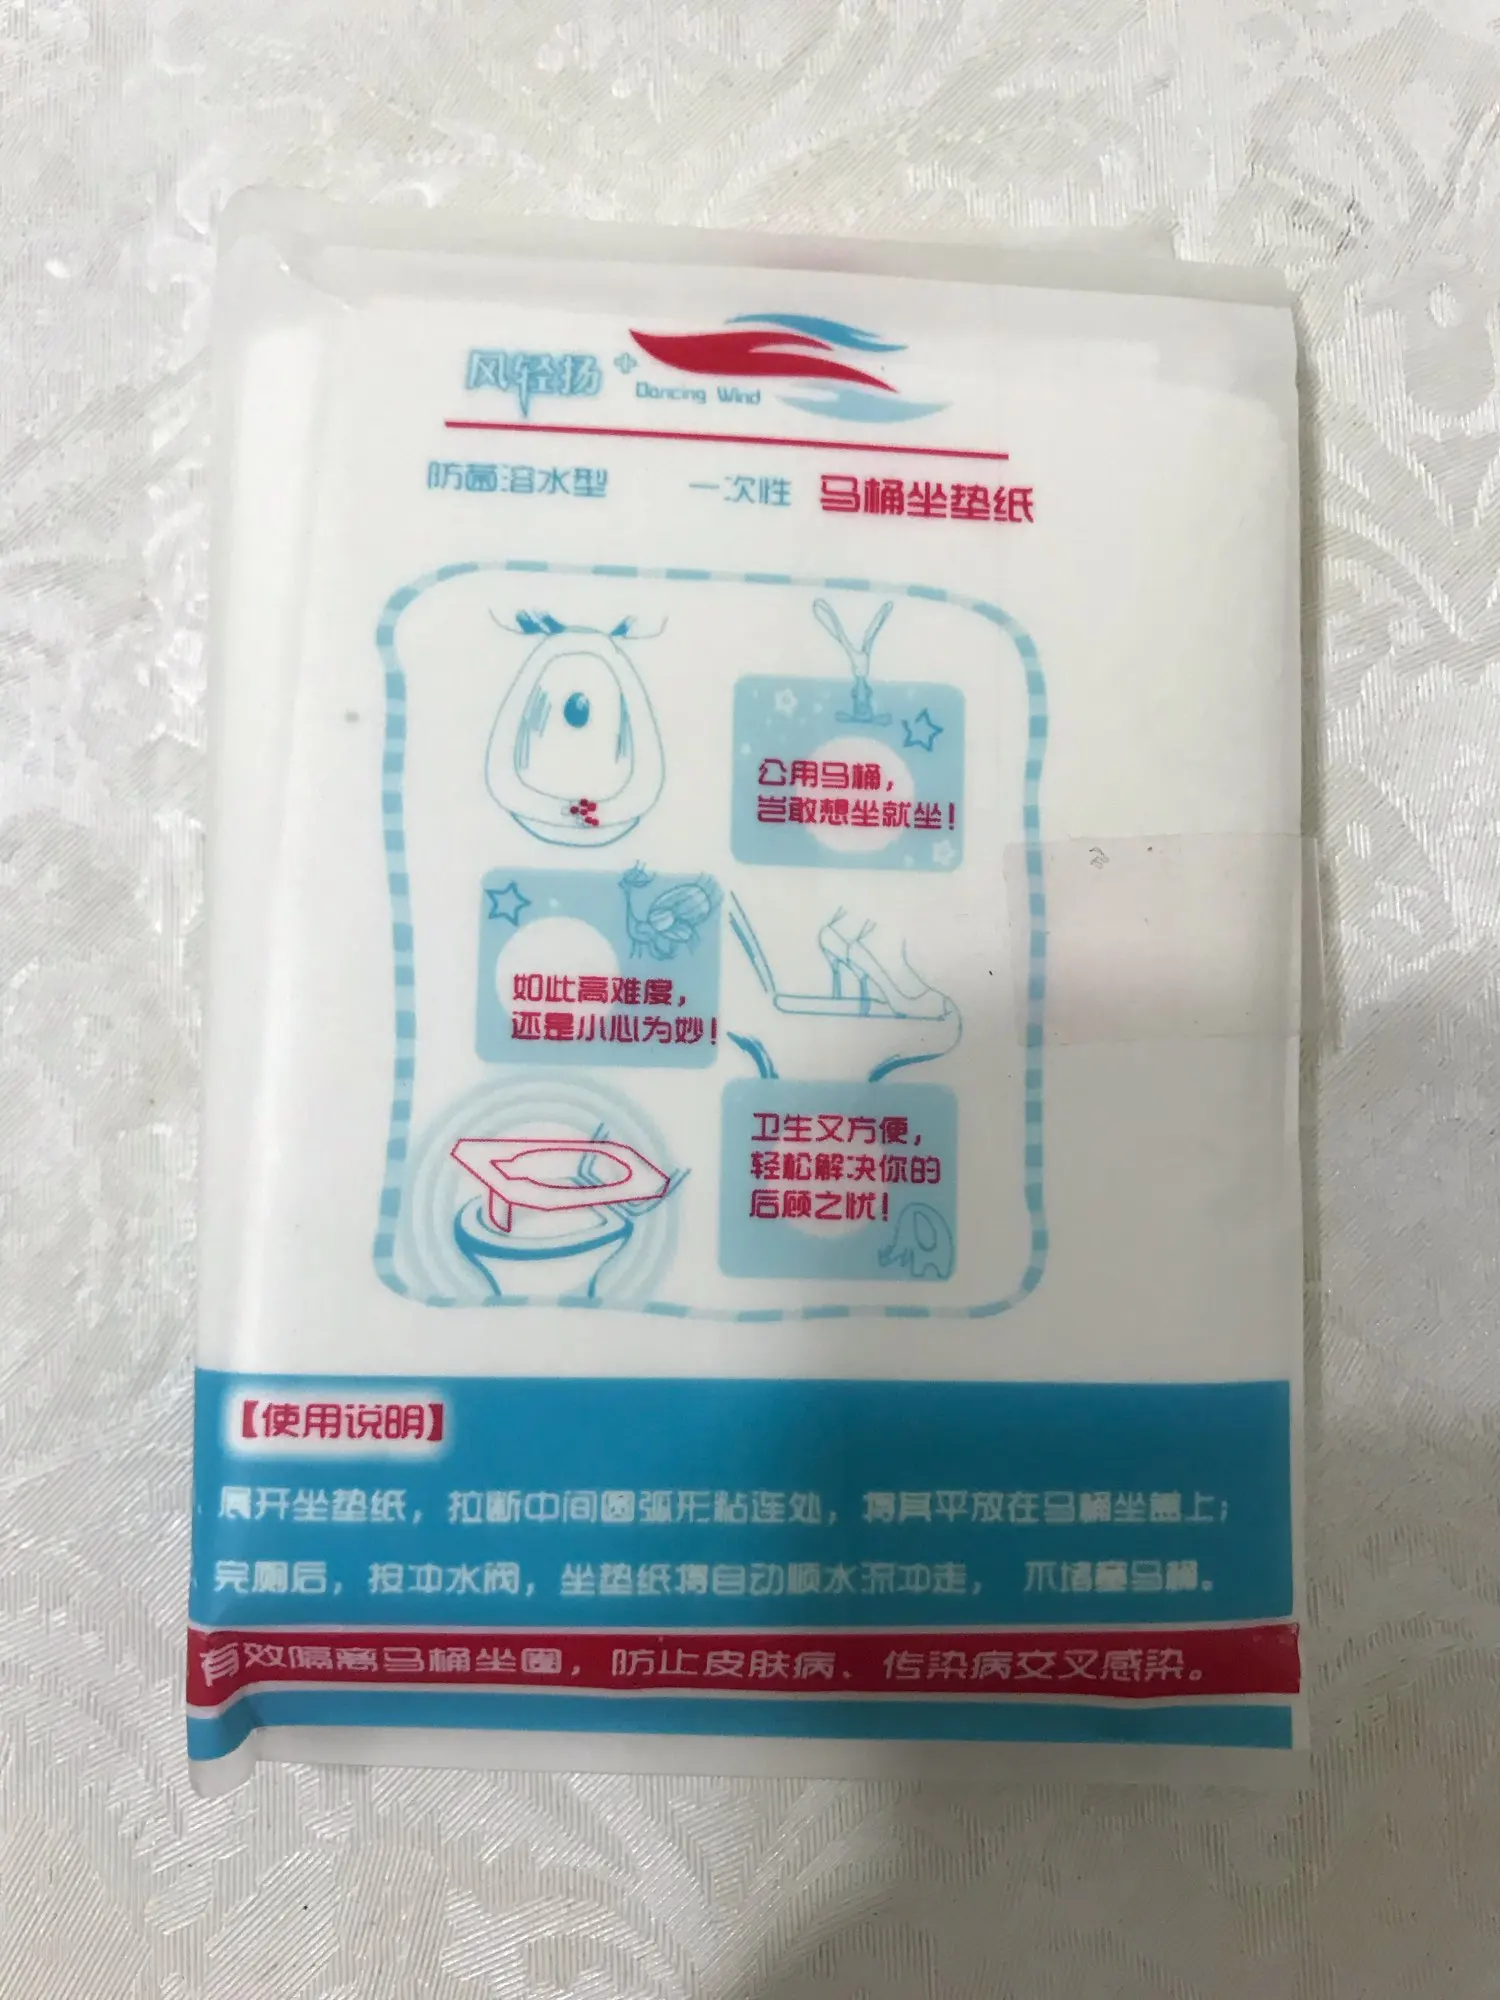 风轻扬
Dancing Wind
防菌溶水型 一次性 马桶坐垫纸
公用马桶，
岂敢想坐就坐！
如此高难度，
还是小心为妙！
卫生又方便，
轻松解决你的
后顾之忧！
【使用说明】
展开坐垫纸，拉断中间圆弧形粘连处，将其平放在马桶坐盖上；
完厕后，按冲水阀，坐垫纸将自动顺水流冲走，不堵塞马桶。
有效隔离马桶坐圈，防止皮肤病、传染病交叉感染。